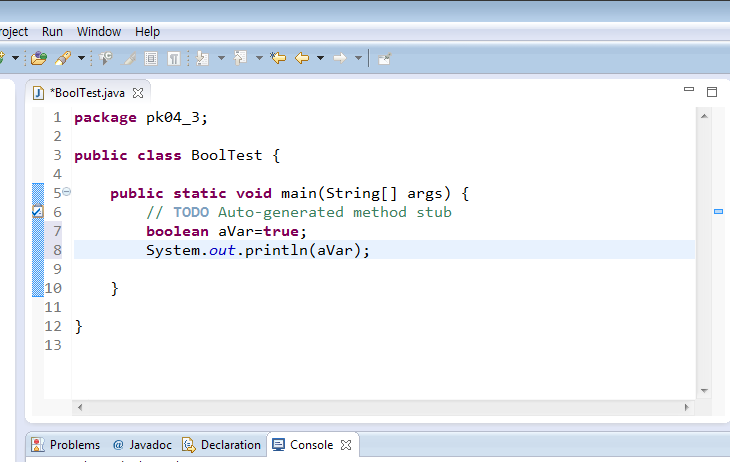 roject Run Window Help
*BoolTest.java
1 package pk04_3;
2
3 public class BoolTest {
4
5 public static void main(String[] args) {
6 // TODO Auto-generated method stub
7 boolean aVar=true;
8 System.out.println(aVar);
9
10 }
11
12 }
13
Problems @ Javadoc Declaration Console